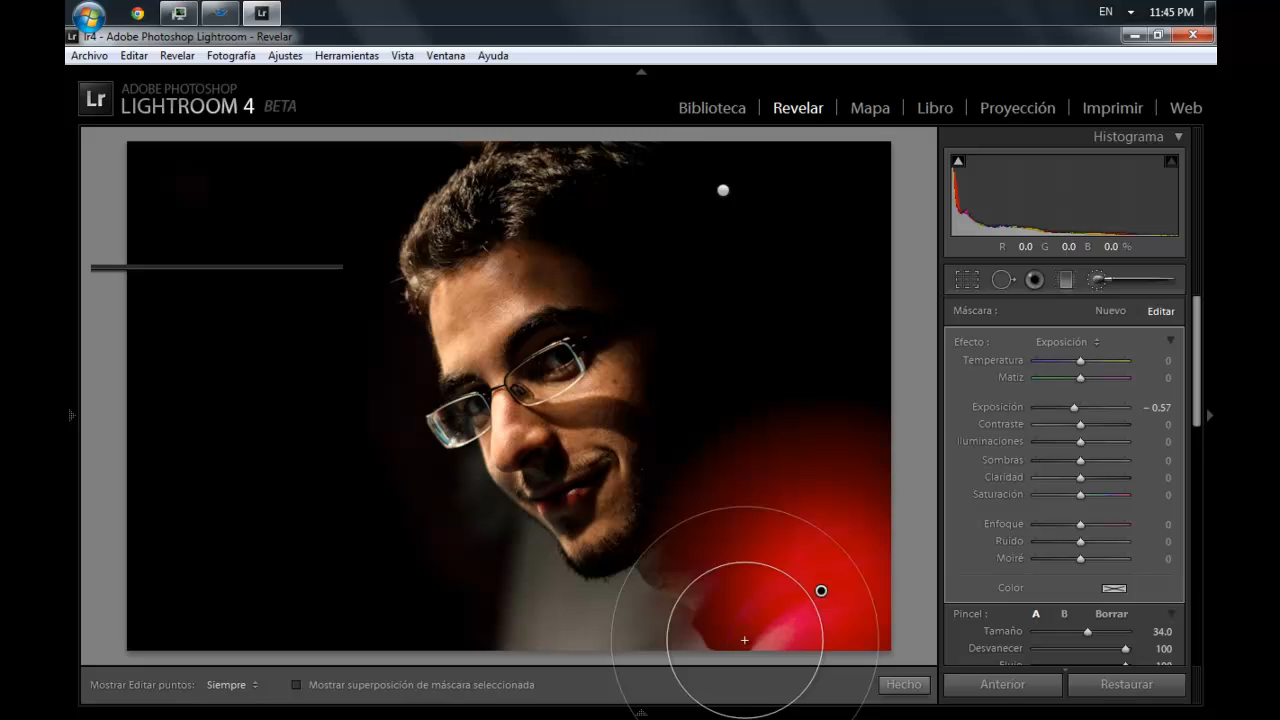 EN 11:45 PM
lr4 - Adobe Photoshop Lightroom - Revelar
Archivo Editar Revelar Fotografía Ajustes Herramientas Vista Ventana Ayuda
Lr ADOBE PHOTOSHOP
LIGHTROOM 4 BETA
Biblioteca Revelar Mapa Libro Proyección Imprimir Web
Histograma
R 0.0 G 0.0 B 0.0 %
Máscara : Nuevo Editar
Efecto : Exposición
Temperatura 0
Matiz 0
Exposición – 0.57
Contraste 0
Iluminaciones 0
Sombras 0
Claridad 0
Saturación 0
Enfoque 0
Ruido 0
Moiré 0
Color
Pincel : A B Borrar
Tamaño 34.0
Desvanecer 100
Flujo 100
Mostrar Editar puntos: Siempre Mostrar superposición de máscara seleccionada Hecho Anterior Restaurar